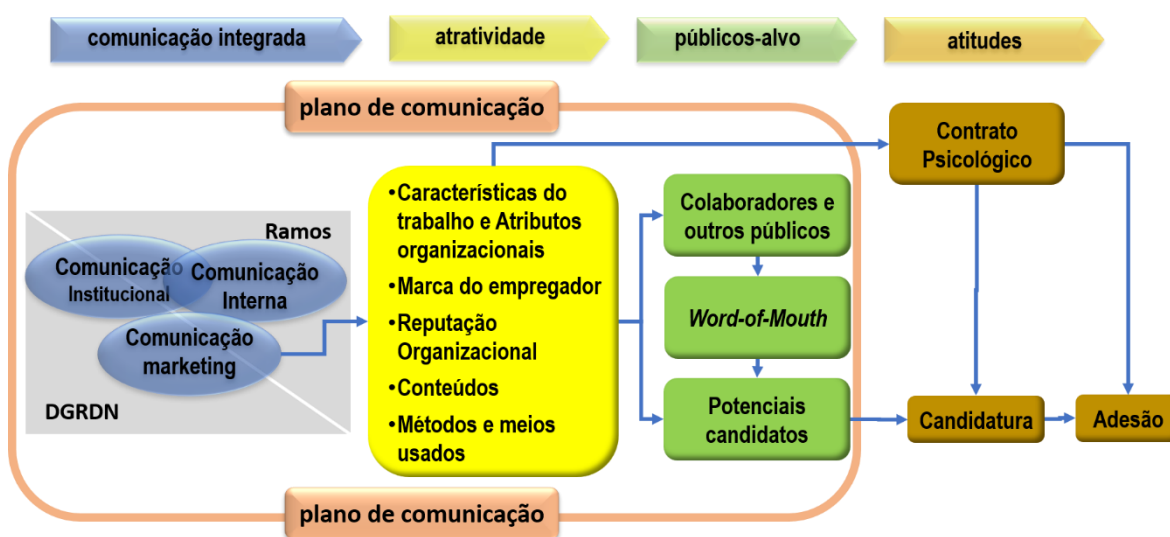 comunicação integrada
atratividade
públicos-alvo
atitudes
plano de comunicação
Ramos
Comunicação
Institucional
Comunicação
Interna
Comunicação
marketing
DGRDN
•Características do
trabalho e Atributos
organizacionais
•Marca do empregador
•Reputação
Organizacional
•Conteúdos
•Métodos e meios
usados
Colaboradores e
outros públicos
Word-of-Mouth
Potenciais
candidatos
Contrato
Psicológico
Candidatura
Adesão
plano de comunicação